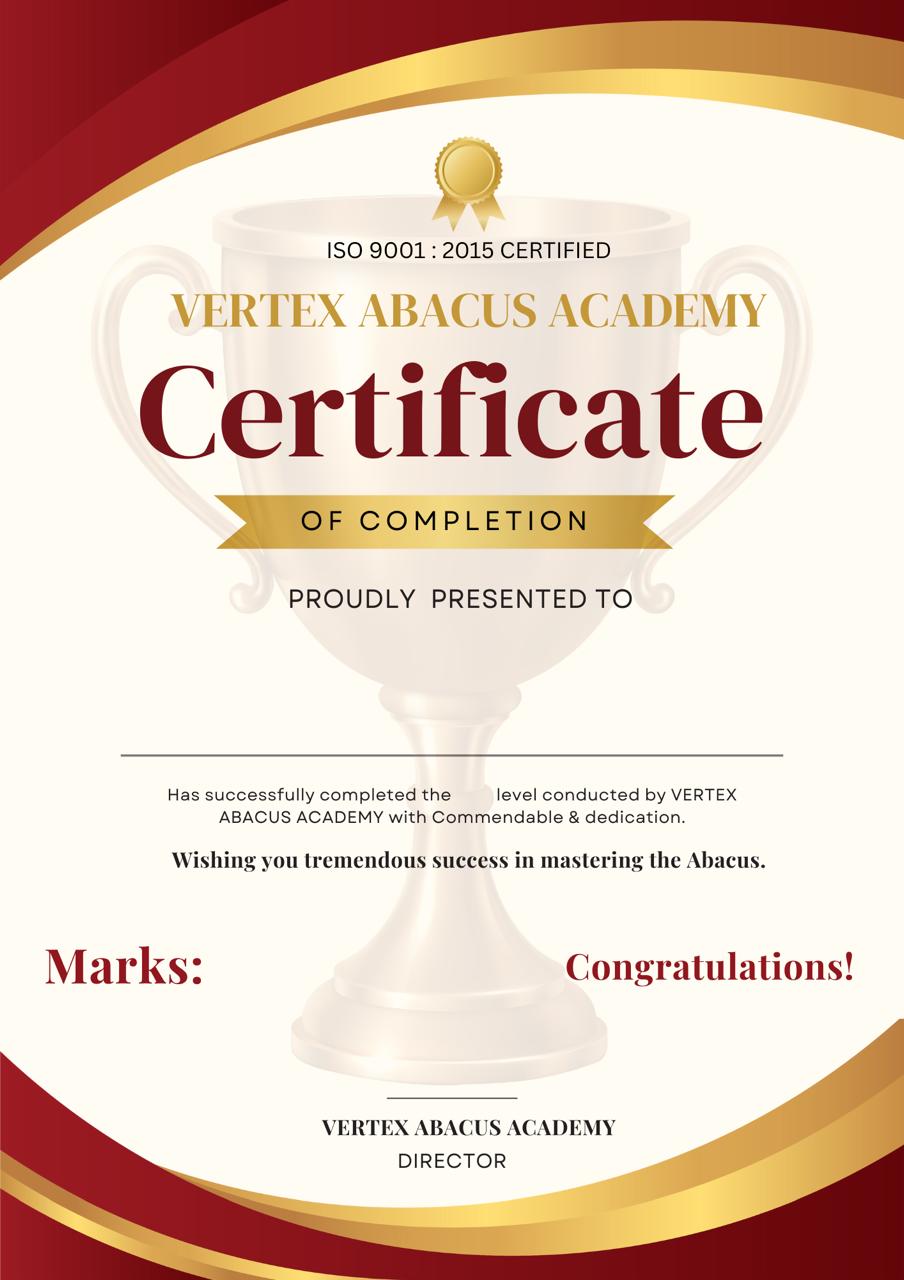 ISO 9001 : 2015 CERTIFIED
VERTEX ABACUS ACADEMY
Certificate
OF COMPLETION
PROUDLY PRESENTED TO
Has successfully completed the level conducted by VERTEX
ABACUS ACADEMY with Commendable & dedication.
Wishing you tremendous success in mastering the Abacus.
Marks:
Congratulations!
VERTEX ABACUS ACADEMY
DIRECTOR